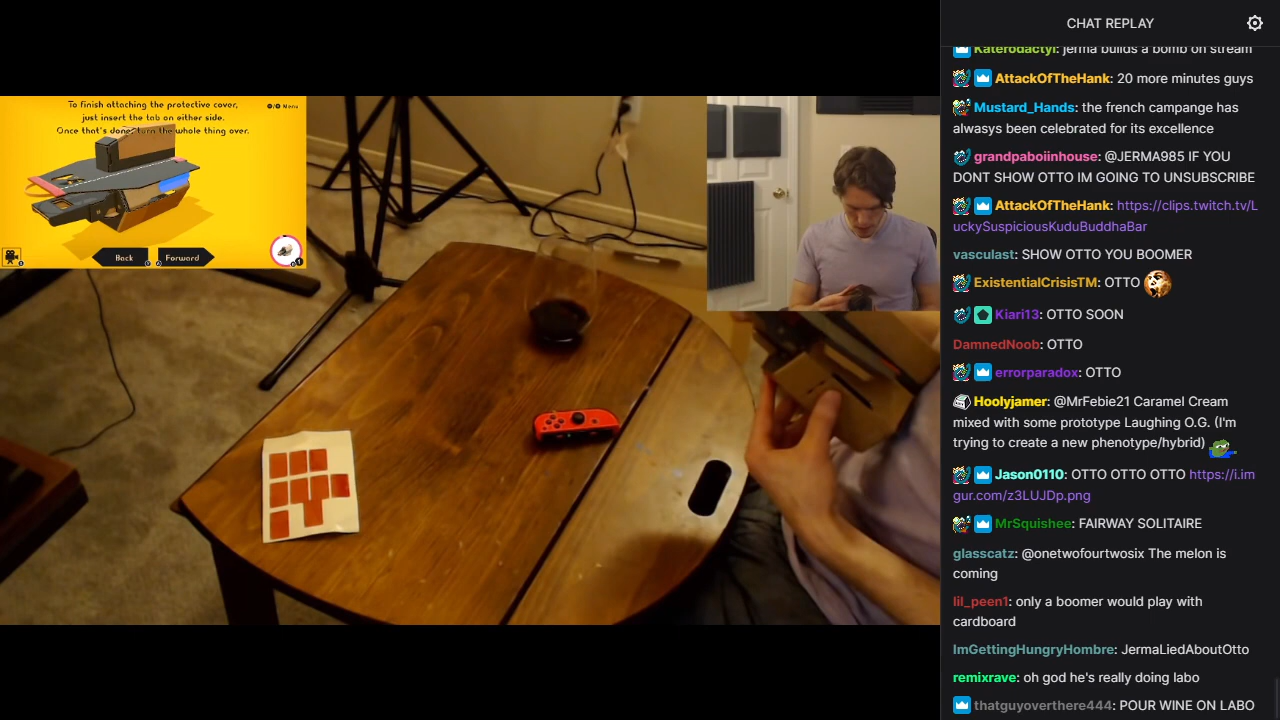 To finish attaching the protective cover,
just insert the tab on either side.
Once that's done, turn the whole thing over.
Menu
Back
Forward
CHAT REPLAY
Katerodactyl: jerma builds a bomb on stream
AttackOfTheHank: 20 more minutes guys
Mustard_Hands: the french campange has
alwasys been celebrated for its excellence
grandpaboiinhouse: @JERMA985 IF YOU
DONT SHOW OTTO IM GOING TO UNSUBSCRIBE
AttackOfTheHank: https://clips.twitch.tv/L
uckySuspiciousKuduBuddhaBar
vasculast: SHOW OTTO YOU BOOMER
ExistentialCrisisTM: OTTO
Kiari13: OTTO SOON
DamnedNoob: OTTO
errorparadox: OTTO
Hoolyjamer: @MrFebie21 Caramel Cream
mixed with some prototype Laughing O.G. (I'm
trying to create a new phenotype/hybrid)
Jason0110: OTTO OTTO OTTO https://i.im
gur.com/z3LUJDp.png
MrSquishee: FAIRWAY SOLITAIRE
glasscatz: @onetwofourtwosix The melon is
coming
lil_peen1: only a boomer would play with
cardboard
ImGettingHungryHombre: JermaLiedAboutOtto
remixrave: oh god he's really doing labo
thatguyoverthere444: POUR WINE ON LABO